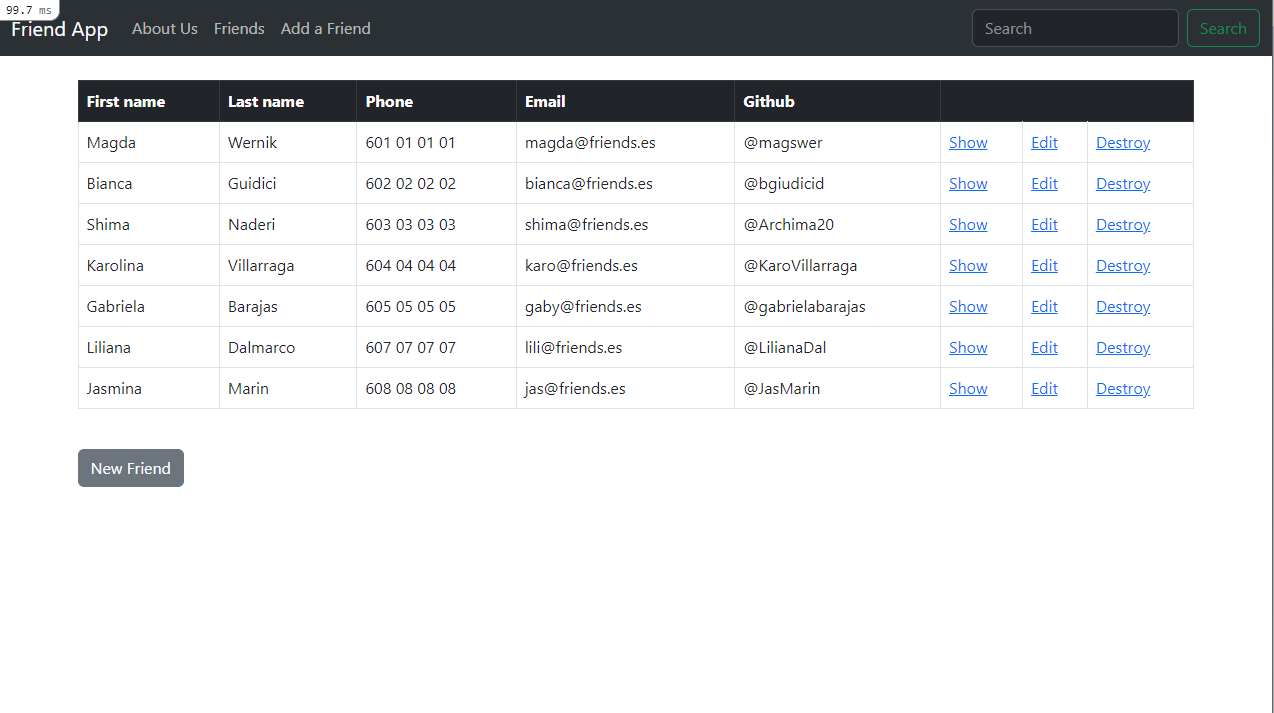 99.7 ms
Friend App About Us Friends Add a Friend Search Search
First name Last name Phone Email Github
Magda Wernik 601 01 01 01 magda@friends.es @magswer Show Edit Destroy
Bianca Guidici 602 02 02 02 bianca@friends.es @bgiudicid Show Edit Destroy
Shima Naderi 603 03 03 03 shima@friends.es @Archima20 Show Edit Destroy
Karolina Villarraga 604 04 04 04 karo@friends.es @KaroVillarraga Show Edit Destroy
Gabriela Barajas 605 05 05 05 gaby@friends.es @gabrielabarajas Show Edit Destroy
Liliana Dalmarco 607 07 07 07 lili@friends.es @LilianaDal Show Edit Destroy
Jasmina Marin 608 08 08 08 jas@friends.es @JasMarin Show Edit Destroy
New Friend